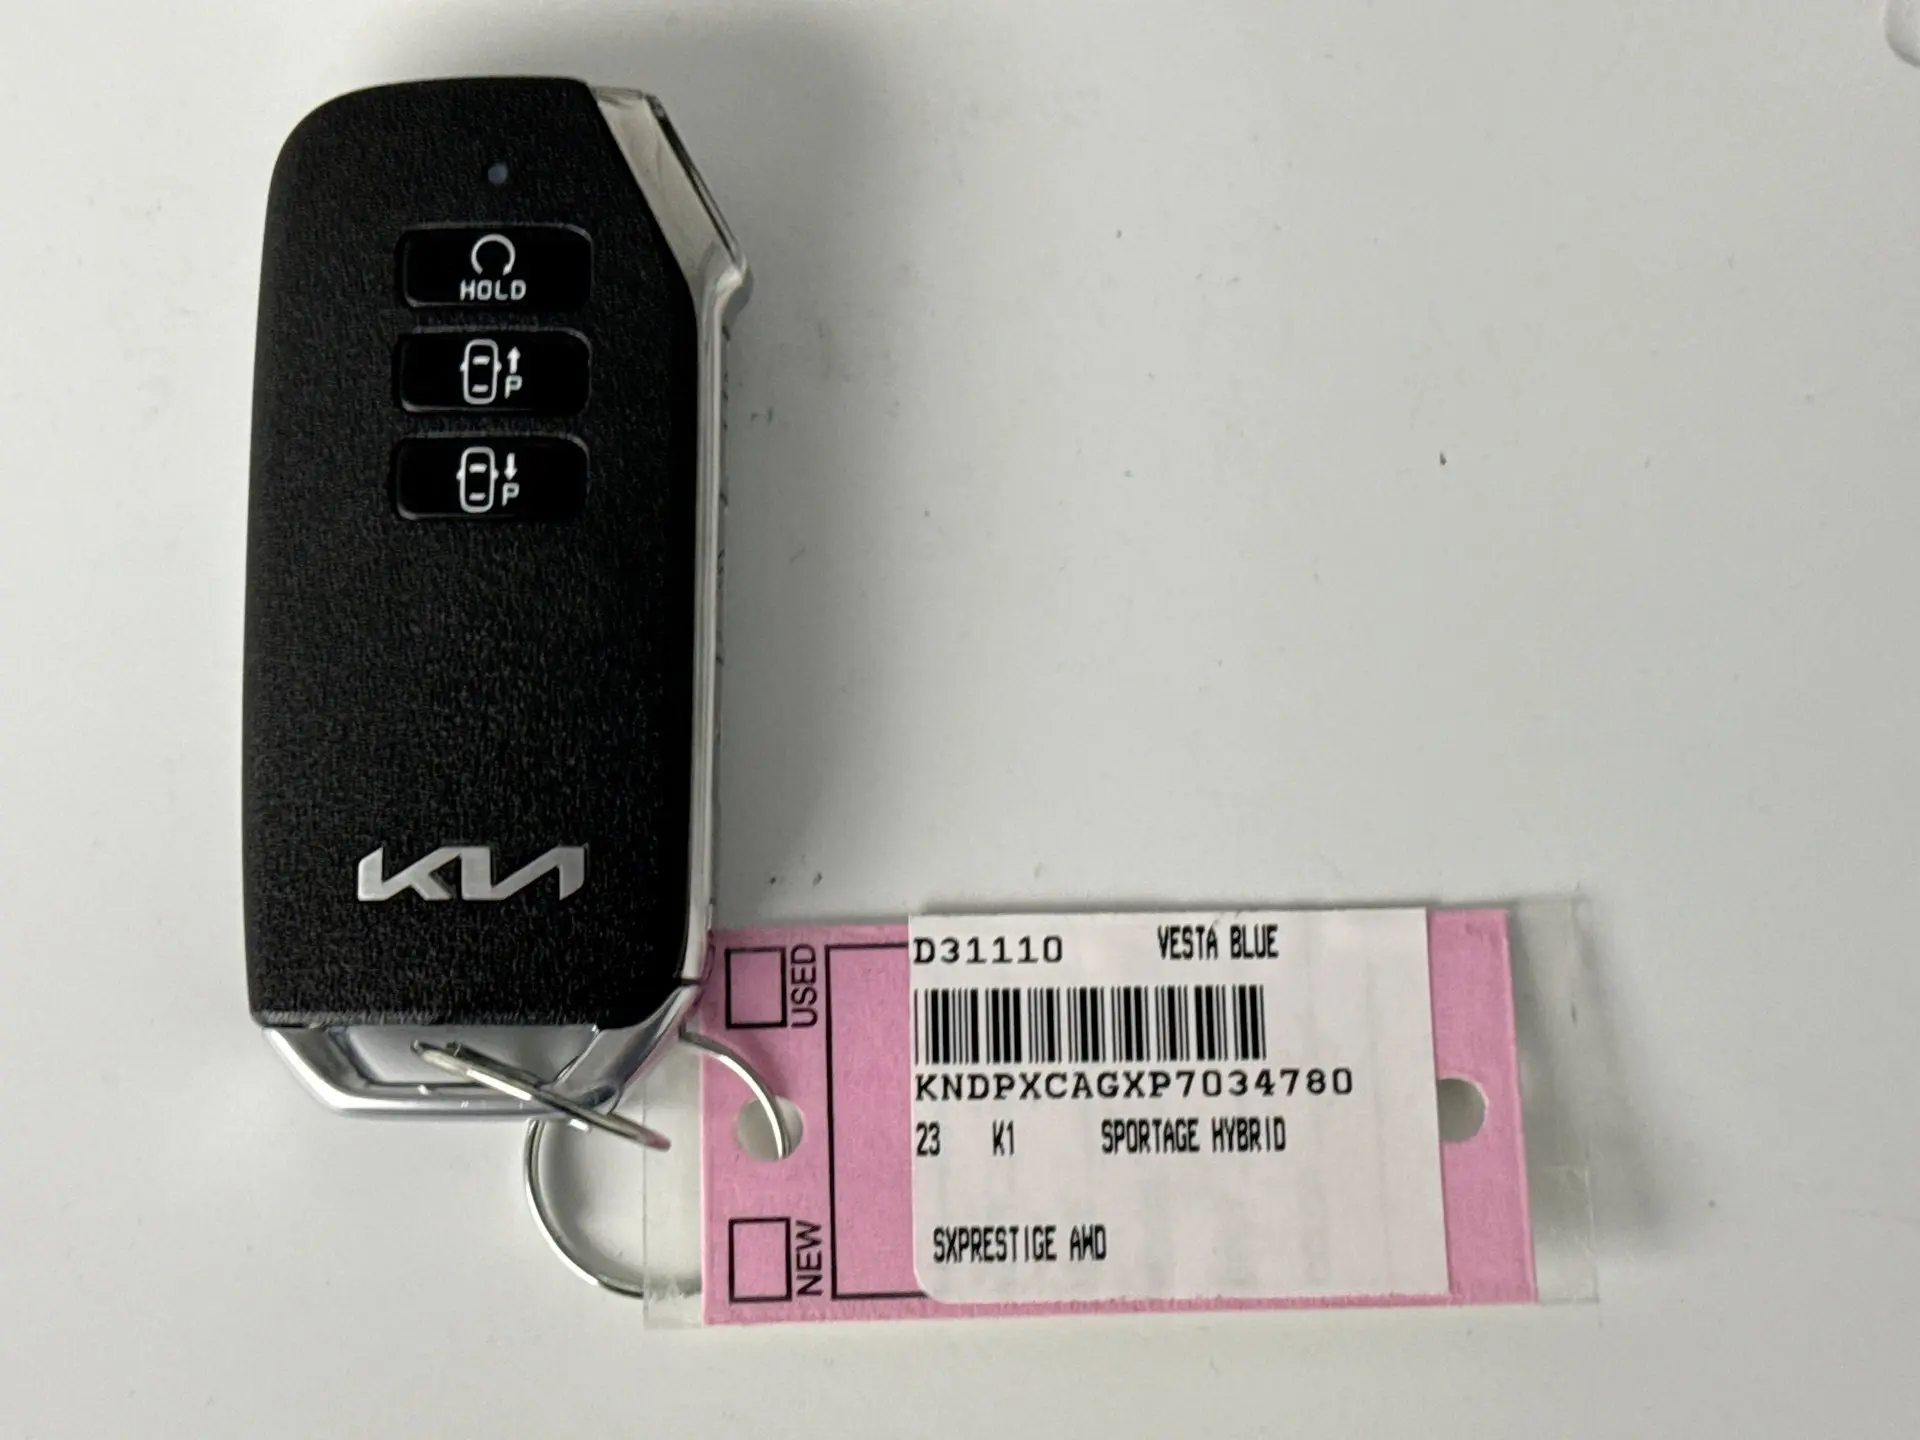 HOLD
P
P
KIA
USED
NEW
D31110 VESTA BLUE
KNDPXCAGXP7034780
23 K1 SPORTAGE HYBRID
SXPRESTIGE AWD